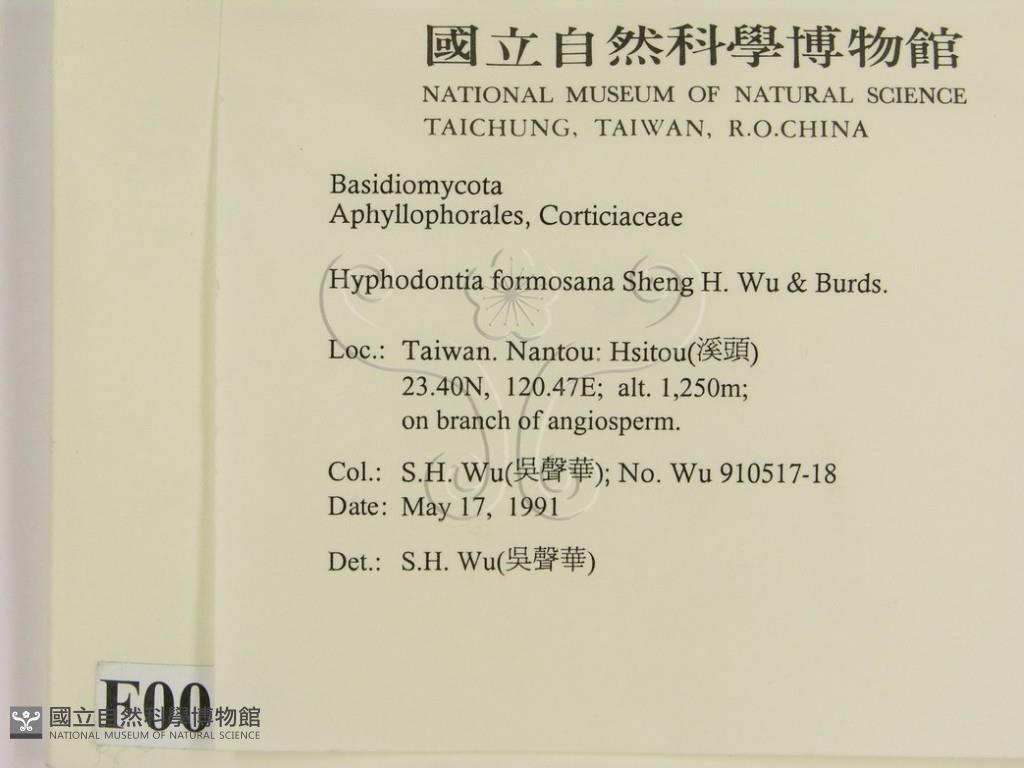 國立自然科學博物館
NATIONAL MUSEUM OF NATURAL SCIENCE
TAICHUNG, TAIWAN, R.O.CHINA
Basidiomycota
Aphyllophorales, Corticiaceae
Hyphodontia formosana Sheng H. Wu & Burds.
Loc.: Taiwan. Nantou: Hsitou(溪頭)
23.40N, 120.47E; alt. 1,250m;
on branch of angiosperm.
Col.: S.H. Wu(吳聲華); No. Wu 910517-18
Date: May 17, 1991
Det.: S.H. Wu(吳聲華)
F00
國立自然科學博物館
NATIONAL MUSEUM OF NATURAL SCIENCE